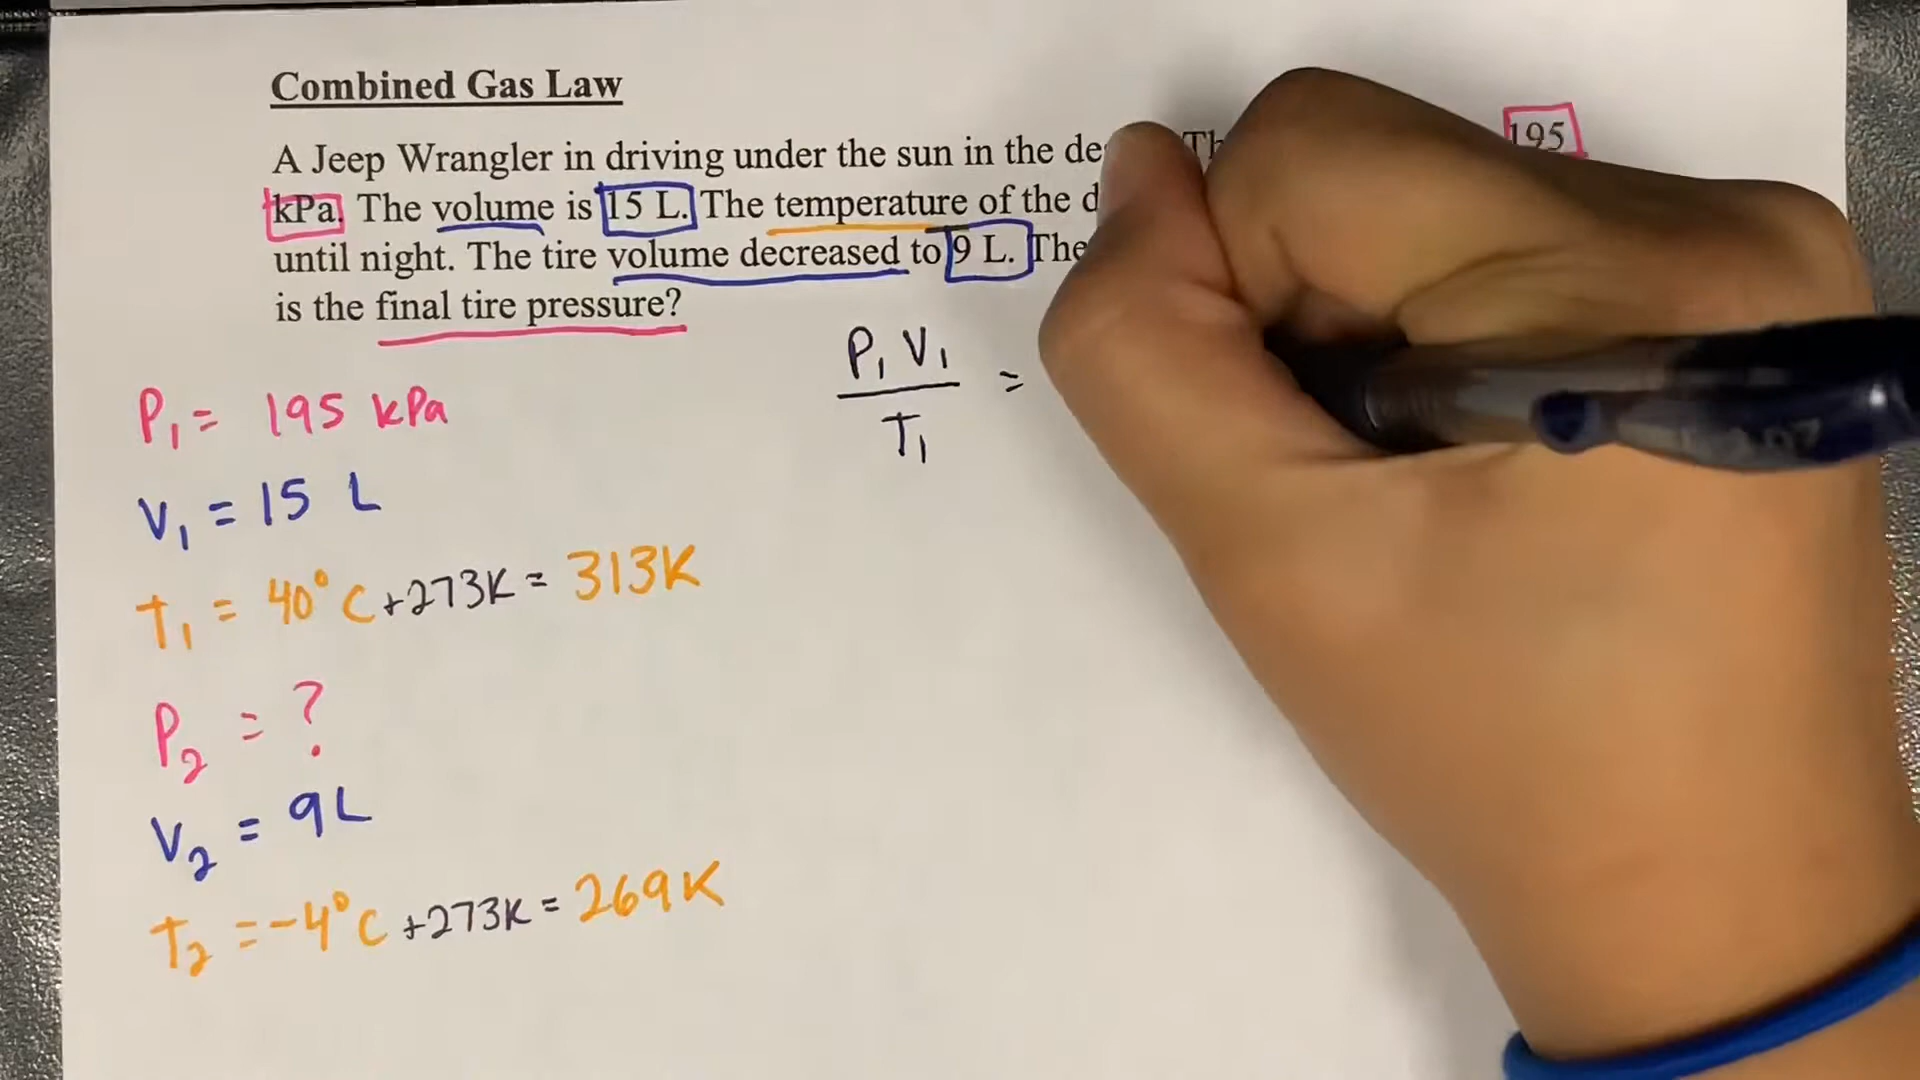 Combined Gas Law
A Jeep Wrangler in driving under the sun in the 195
kPa. The volume is 15 L. The temperature of the
until night. The tire volume decreased to 9 L. The
is the final tire pressure?
P₁ V₁
=
T₁
P₁ = 195 kPa
V₁ = 15 L
T₁ = 40°C +273K = 313K
P₂ = ?
V₂ = 9L
T₂ = -4°C +273K = 269K